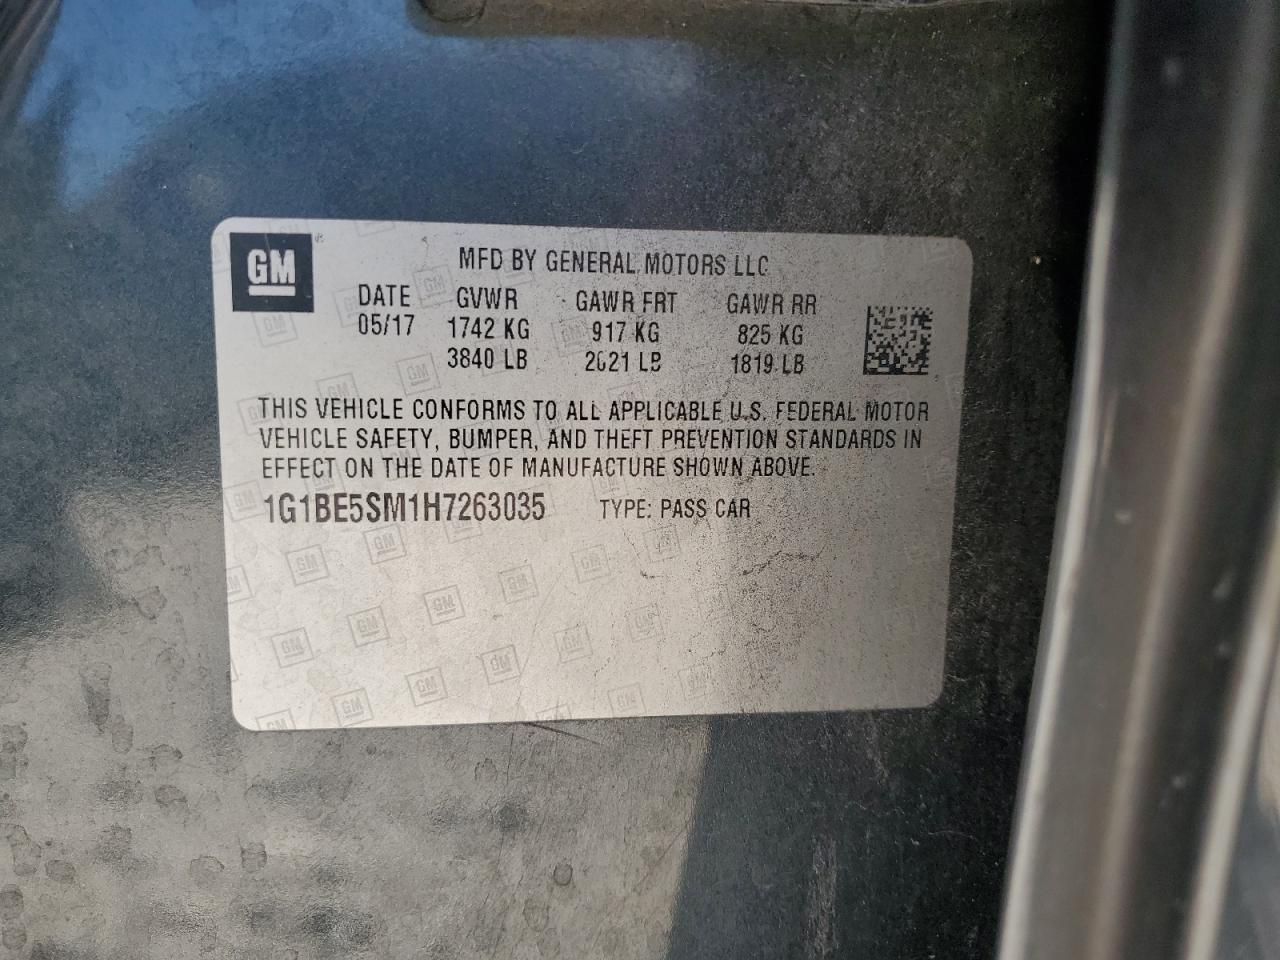 GM
MFD BY GENERAL MOTORS LLC
DATE GVWR GAWR FRT GAWR RR
05/17 1742 KG 917 KG 825 KG
3840 LB 2021 LB 1819 LB
THIS VEHICLE CONFORMS TO ALL APPLICABLE U.S. FEDERAL MOTOR
VEHICLE SAFETY, BUMPER, AND THEFT PREVENTION STANDARDS IN
EFFECT ON THE DATE OF MANUFACTURE SHOWN ABOVE.
1G1BE5SM1H7263035 TYPE: PASS CAR